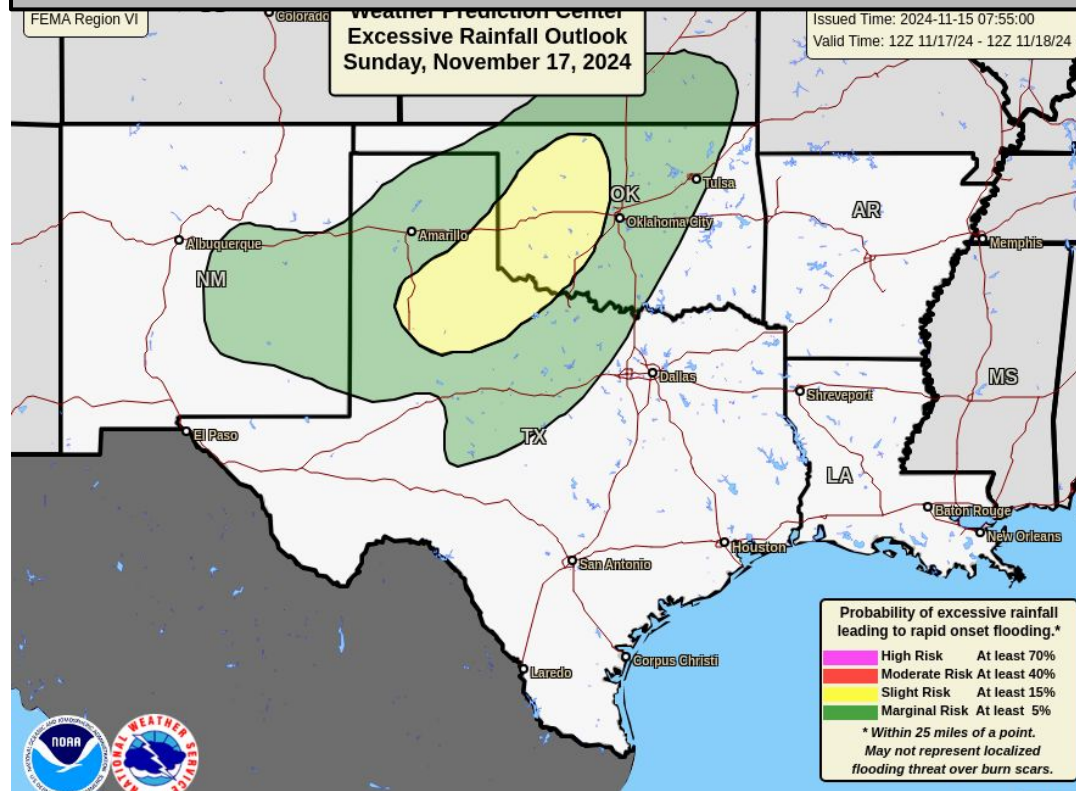 Colorado
FEMA Region VI
Weather Prediction Center
Excessive Rainfall Outlook
Sunday, November 17, 2024
Issued Time: 2024-11-15 07:55:00
Valid Time: 12Z 11/17/24 - 12Z 11/18/24
Tulsa
OK
Oklahoma City
AR
Amarillo
Albuquerque
Memphis
NM
Dallas
MS
Shreveport
El Paso
TX
LA
Baton Rouge
New Orleans
Houston
San Antonio
Corpus Christi
Laredo
Probability of excessive rainfall
leading to rapid onset flooding.*
High Risk At least 70%
Moderate Risk At least 40%
Slight Risk At least 15%
Marginal Risk At least 5%
* Within 25 miles of a point.
May not represent localized
flooding threat over burn scars.
NOAA
NATIONAL WEATHER SERVICE